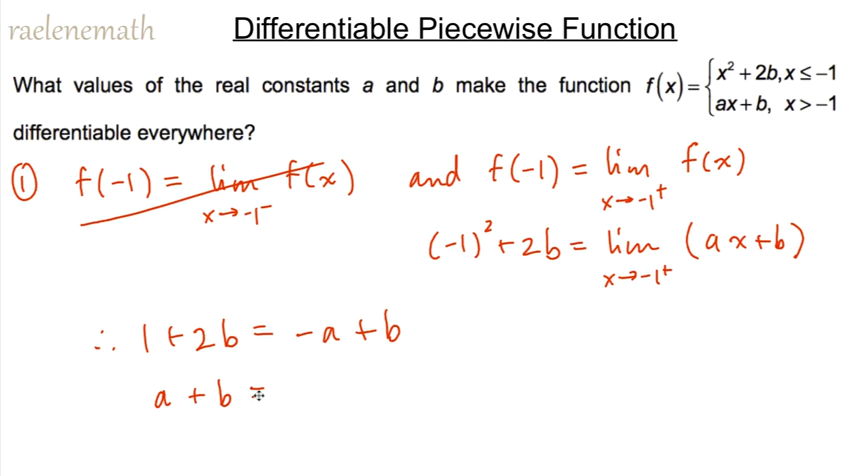 raelenemath
Differentiable Piecewise Function
What values of the real constants a and b make the function f(x)={x² + 2b, x ≤ −1
ax + b, x > −1
differentiable everywhere?
① f(-1) = lim f(x) and f(-1) = lim f(x)
x→-1⁻ x→-1⁺
(-1)² + 2b = lim (ax+b)
x→-1⁺
∴ 1 + 2b = -a + b
a + b =